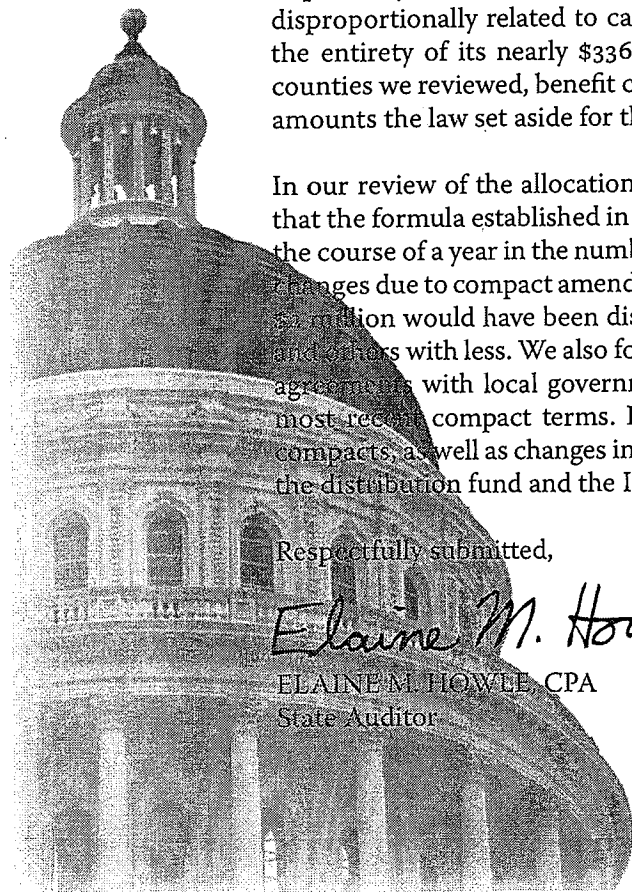 disproportionally related to ca
the entirety of its nearly $336
counties we reviewed, benefit
amounts the law set aside for
In our review of the allocation
that the formula established in
the course of a year in the num
changes due to compact amend
million would have been dis
and others with less. We also fo
agreements with local govern
most recent compact terms.
compacts, as well as changes in
the distribution fund and the I
Respectfully submitted,
Elaine M. Ho
ELAINE M. HOWLE, CPA
State Auditor